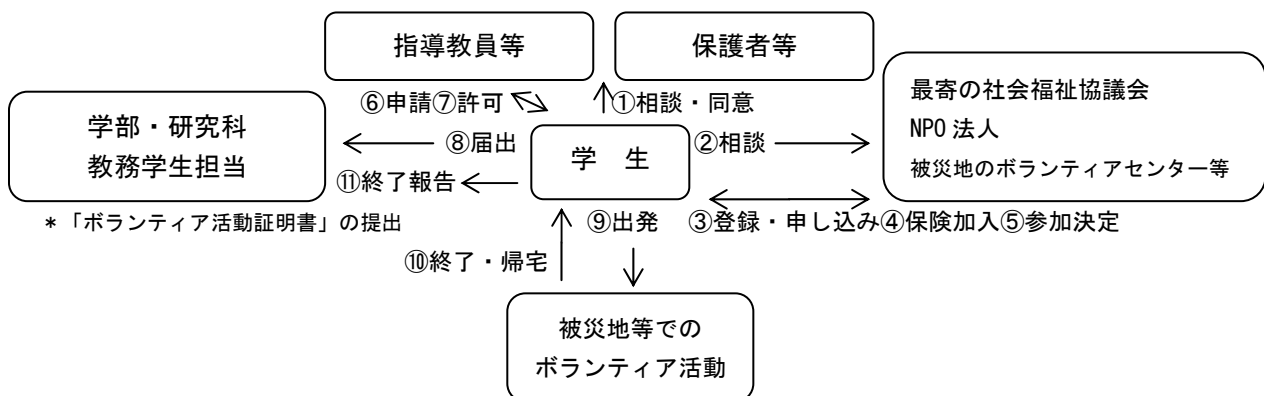 指導教員等
保護者等
最寄の社会福祉協議会
NPO 法人
被災地のボランティアセンター等
⑥申請⑦許可
①相談・同意
学部・研究科
教務学生担当
⑧届出
学 生
②相談
⑪終了報告
*「ボランティア活動証明書」の提出
⑨出発
③登録・申し込み④保険加入⑤参加決定
⑩終了・帰宅
被災地等での
ボランティア活動